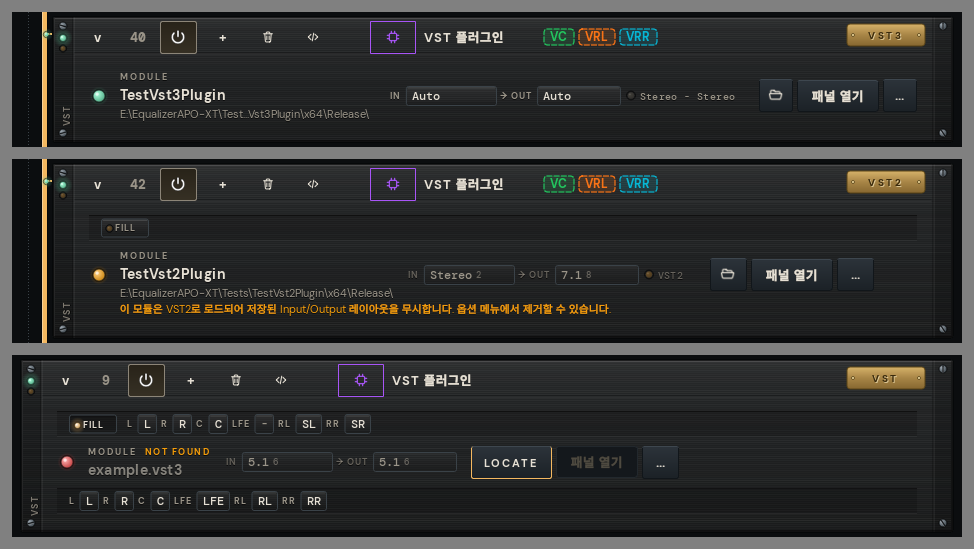 v 40 + </> VST 플러그인 VC VRL VRR VST3
MODULE
TestVst3Plugin IN Auto → OUT Auto Stereo - Stereo 패널 열기 ...
E:\EqualizerAPO-XT\Test_Vst3Plugin\x64\Release\
VST
v 42 + </> VST 플러그인 VC VRL VRR VST2
FILL
MODULE
TestVst2Plugin IN Stereo 2 → OUT 7.1 8 VST2 패널 열기 ...
E:\EqualizerAPO-XT\Tests\TestVst2Plugin\x64\Release\
이 모듈은 VST2로 로드되어 저장된 Input/Output 레이아웃을 무시합니다. 옵션 메뉴에서 제거할 수 있습니다.
VST
v 9 + </> VST 플러그인 VST
FILL L L R R C C LFE - RL SL RR SR
MODULE NOT FOUND
example.vst3 IN 5.1 6 → OUT 5.1 6 LOCATE 패널 열기 ...
L L R R C C LFE LFE RL RL RR RR
VST